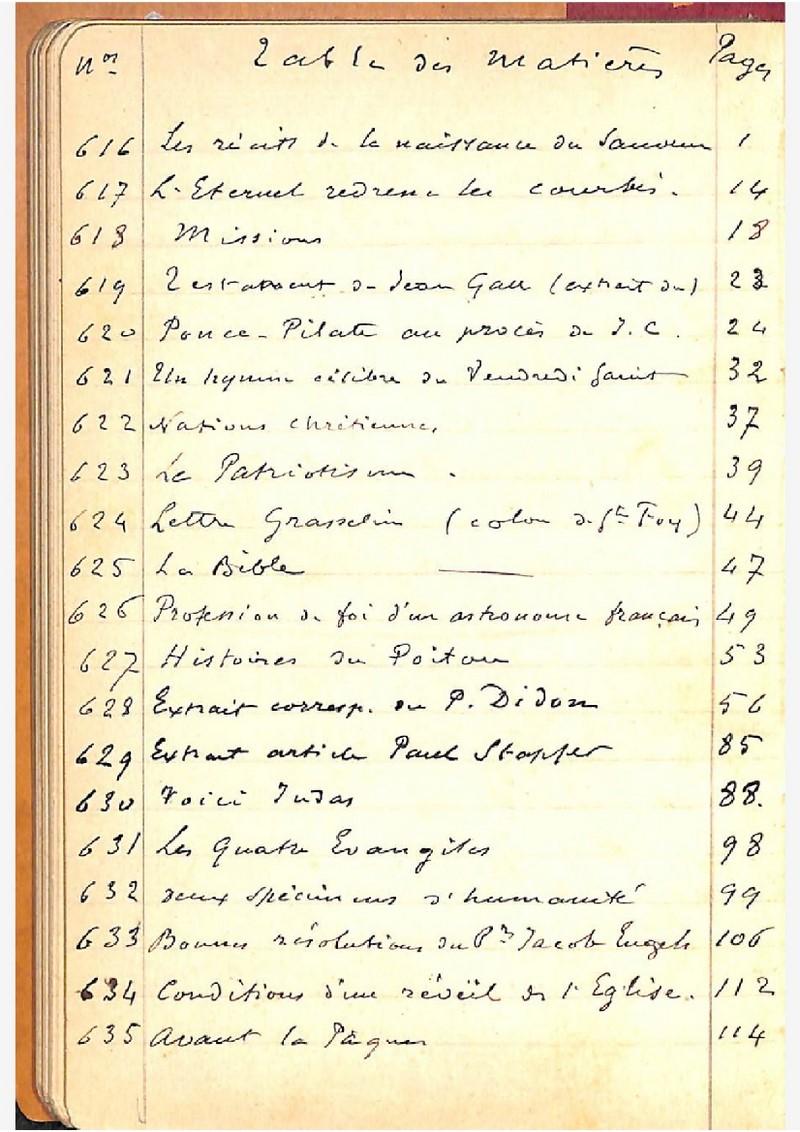 Nos Table des Matières Pages
616 Les récits de la naissance du Sauveur 1
617 L'Eternel redresse les courbés. 14
618 Missions 18
619 Testament de Jean Gall (extrait du) 23
620 Ponce-Pilate au procès de J. C. 24
621 Un hymne célèbre du Vendredi Saint 32
622 Nations chrétiennes. 37
623 Le Patriotisme. 39
624 Lettre (colon de Ste Foy) 44
625 La Bible 47
626 Profession de foi d'un astronome français 49
627 Histoires du Poitou 53
628 Extrait corresp. du P. Didon 56
629 Extrait article Paul Stapfer 85
630 Voici Judas 88.
631 Les Quatre Evangiles 98
632 Deux spécimens d'humanité 99
633 Bonnes résolutions du Pr Jacob Engels 106
634 Conditions d'un réveil de l'Eglise. 112
635 Avant la Pâques 114